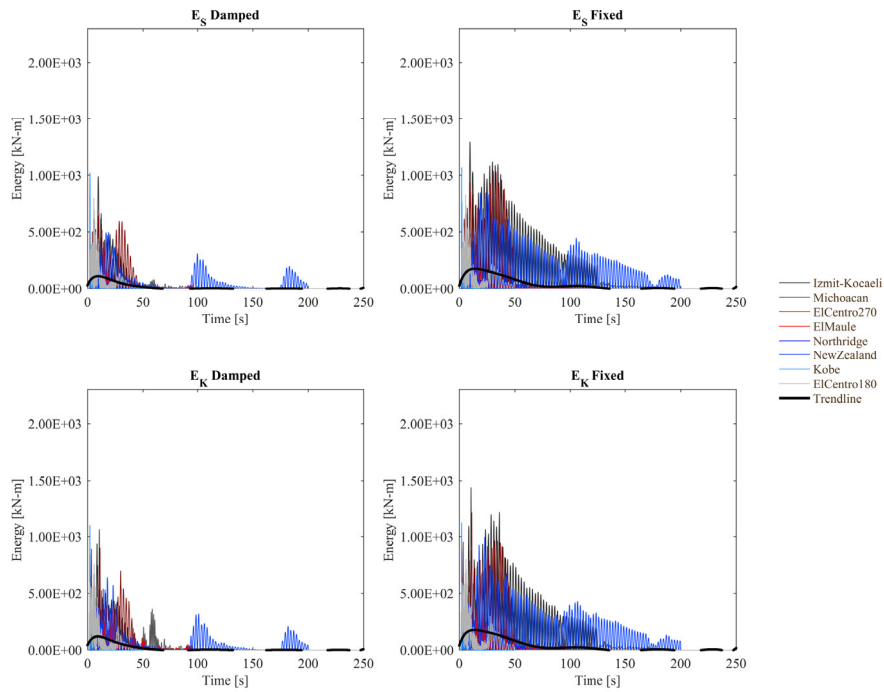 E_S Damped
2.00E+03
1.50E+03
1.00E+03
5.00E+02
0.00E+00
Energy [kN-m]
0 50 100 150 200 250
Time [s]
E_S Fixed
2.00E+03
1.50E+03
1.00E+03
5.00E+02
0.00E+00
Energy [kN-m]
0 50 100 150 200 250
Time [s]
Izmit-Kocaeli
Michoacan
ElCentro270
ElMaule
Northridge
NewZealand
Kobe
ElCentro180
Trendline
E_K Damped
2.00E+03
1.50E+03
1.00E+03
5.00E+02
0.00E+00
Energy [kN-m]
0 50 100 150 200 250
Time [s]
E_K Fixed
2.00E+03
1.50E+03
1.00E+03
5.00E+02
0.00E+00
Energy [kN-m]
0 50 100 150 200 250
Time [s]